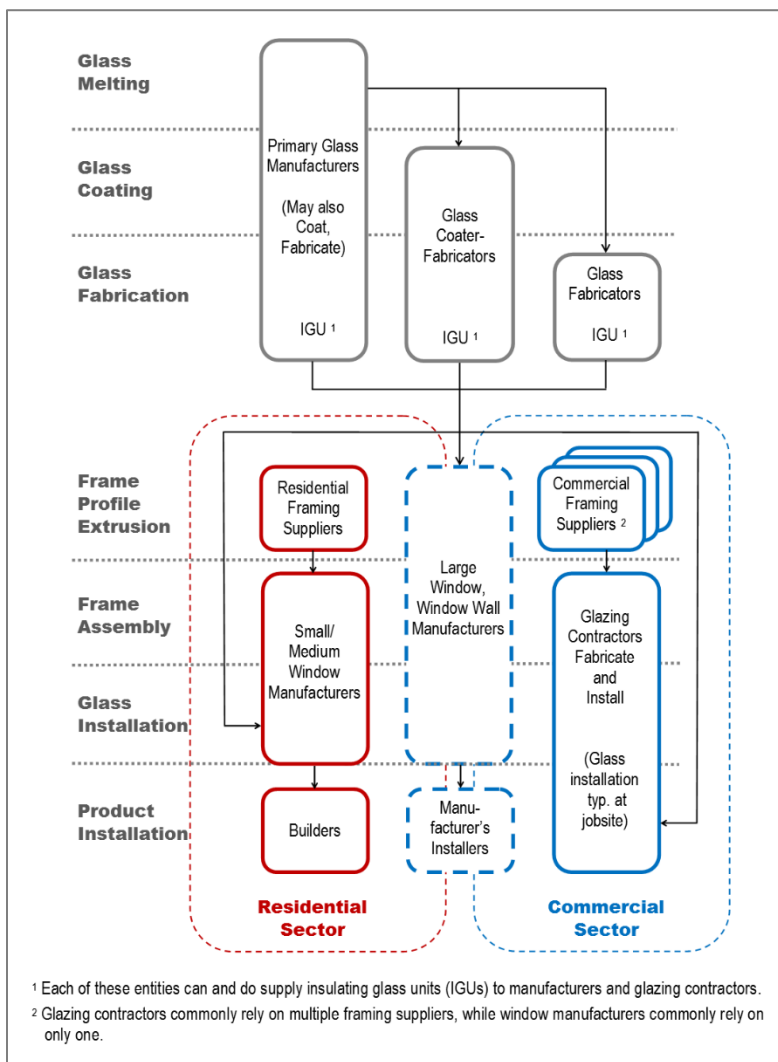 Glass
Melting
Primary Glass
Manufacturers
(May also
Coat,
Fabricate)
IGU ¹
Glass
Coating
Glass
Coater-
Fabricators
IGU ¹
Glass
Fabrication
Glass
Fabricators
IGU ¹
Frame
Profile
Extrusion
Residential
Framing
Suppliers
Commercial
Framing
Suppliers ²
Large
Window,
Window Wall
Manufacturers
Frame
Assembly
Small/
Medium
Window
Manufacturers
Glazing
Contractors
Fabricate
and
Install
(Glass
installation
typ. at
jobsite)
Glass
Installation
Product
Installation
Builders
Manu-
facturer's
Installers
Residential
Sector
Commercial
Sector
¹ Each of these entities can and do supply insulating glass units (IGUs) to manufacturers and glazing contractors.
² Glazing contractors commonly rely on multiple framing suppliers, while window manufacturers commonly rely on
only one.